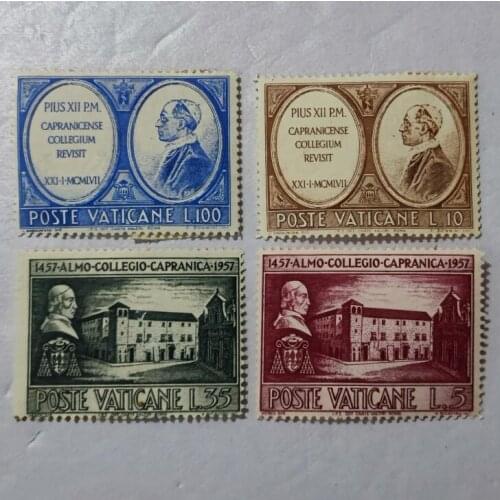 PIUS XII P.M.
CAPRANICENSE
COLLEGIUM
REVISIT
XXI·I·MCMLVII
POSTE VATICANE L.100
PIUS XII P.M.
CAPRANICENSE
COLLEGIUM
REVISIT
XXI·I·MCMLVII
POSTE VATICANE L.10
1457·ALMO·COLLEGIO·CAPRANICA·1957
POSTE VATICANE L.35
1457·ALMO·COLLEGIO·CAPRANICA·1957
POSTE VATICANE L.5